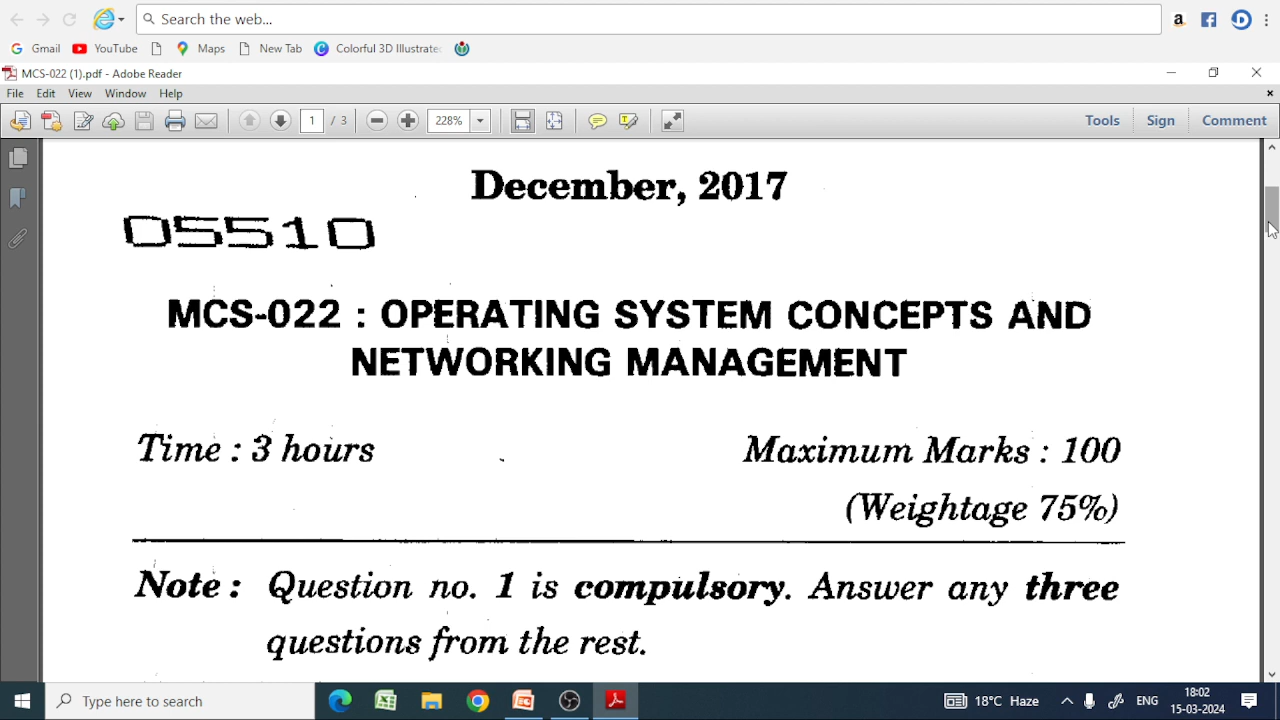 Search the web...
Gmail YouTube Maps New Tab Colorful 3D Illustrate
MCS-022 (1).pdf - Adobe Reader
File Edit View Window Help
1 / 3 228% Tools Sign Comment
December, 2017
05510
MCS-022 : OPERATING SYSTEM CONCEPTS AND
NETWORKING MANAGEMENT
Time : 3 hours Maximum Marks : 100
(Weightage 75%)
Note : Question no. 1 is compulsory. Answer any three
questions from the rest.
Type here to search 18°C Haze ENG 18:02
15-03-2024